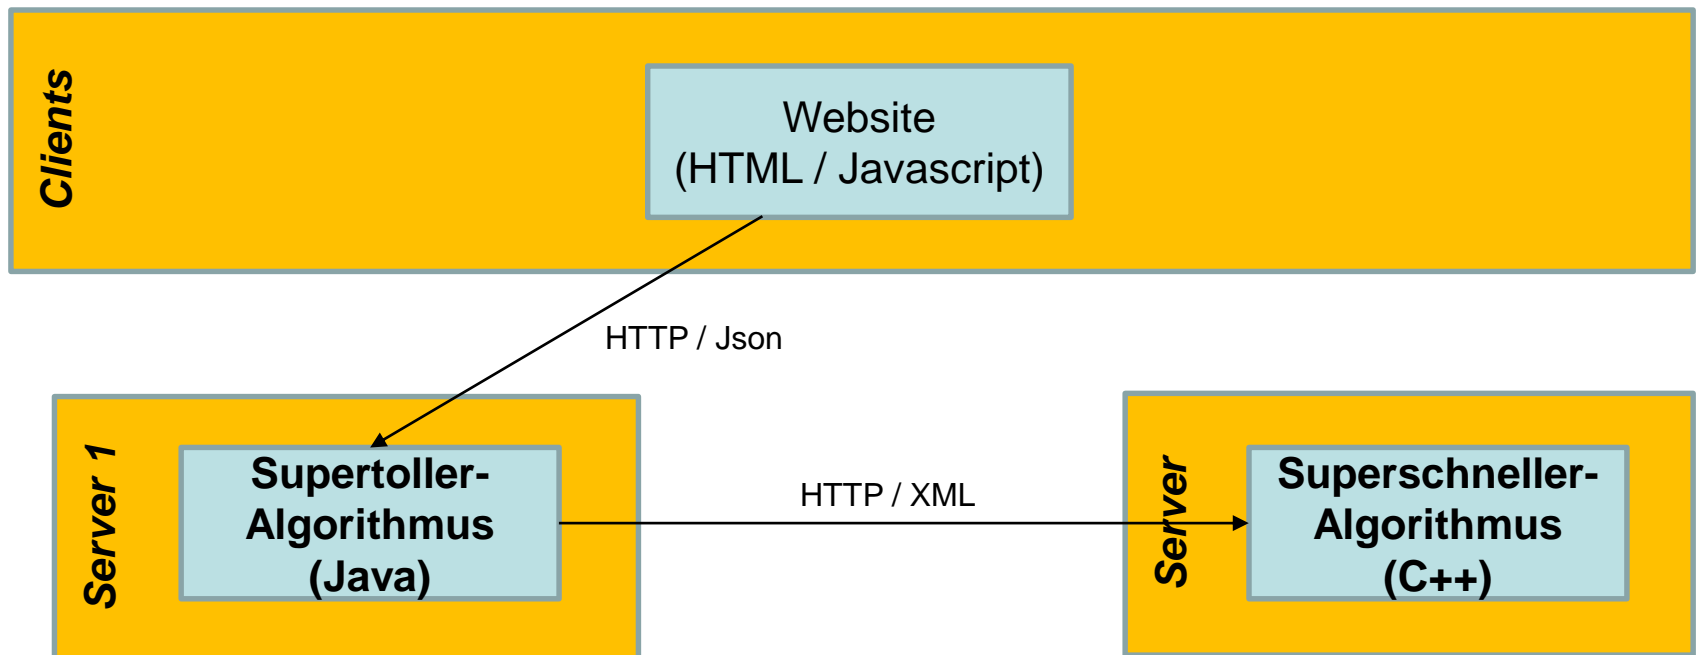 Clients
Website
(HTML / Javascript)
HTTP / Json
Server 1
Supertoller-
Algorithmus
(Java)
HTTP / XML
Server
Superschneller-
Algorithmus
(C++)